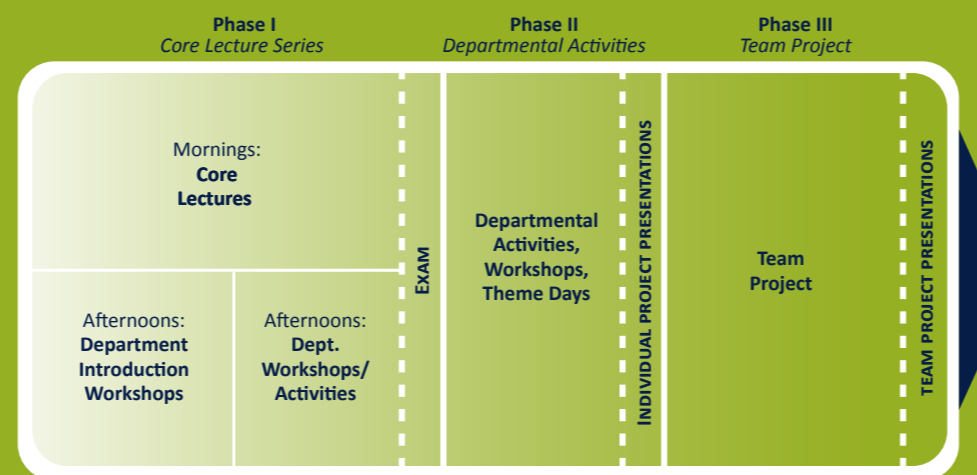 Phase I
Core Lecture Series
Phase II
Departmental Activities
Phase III
Team Project
Mornings:
Core
Lectures
Afternoons:
Department
Introduction
Workshops
Afternoons:
Dept.
Workshops/
Activities
EXAM
Departmental
Activities,
Workshops,
Theme Days
INDIVIDUAL PROJECT PRESENTATIONS
Team
Project
TEAM PROJECT PRESENTATIONS